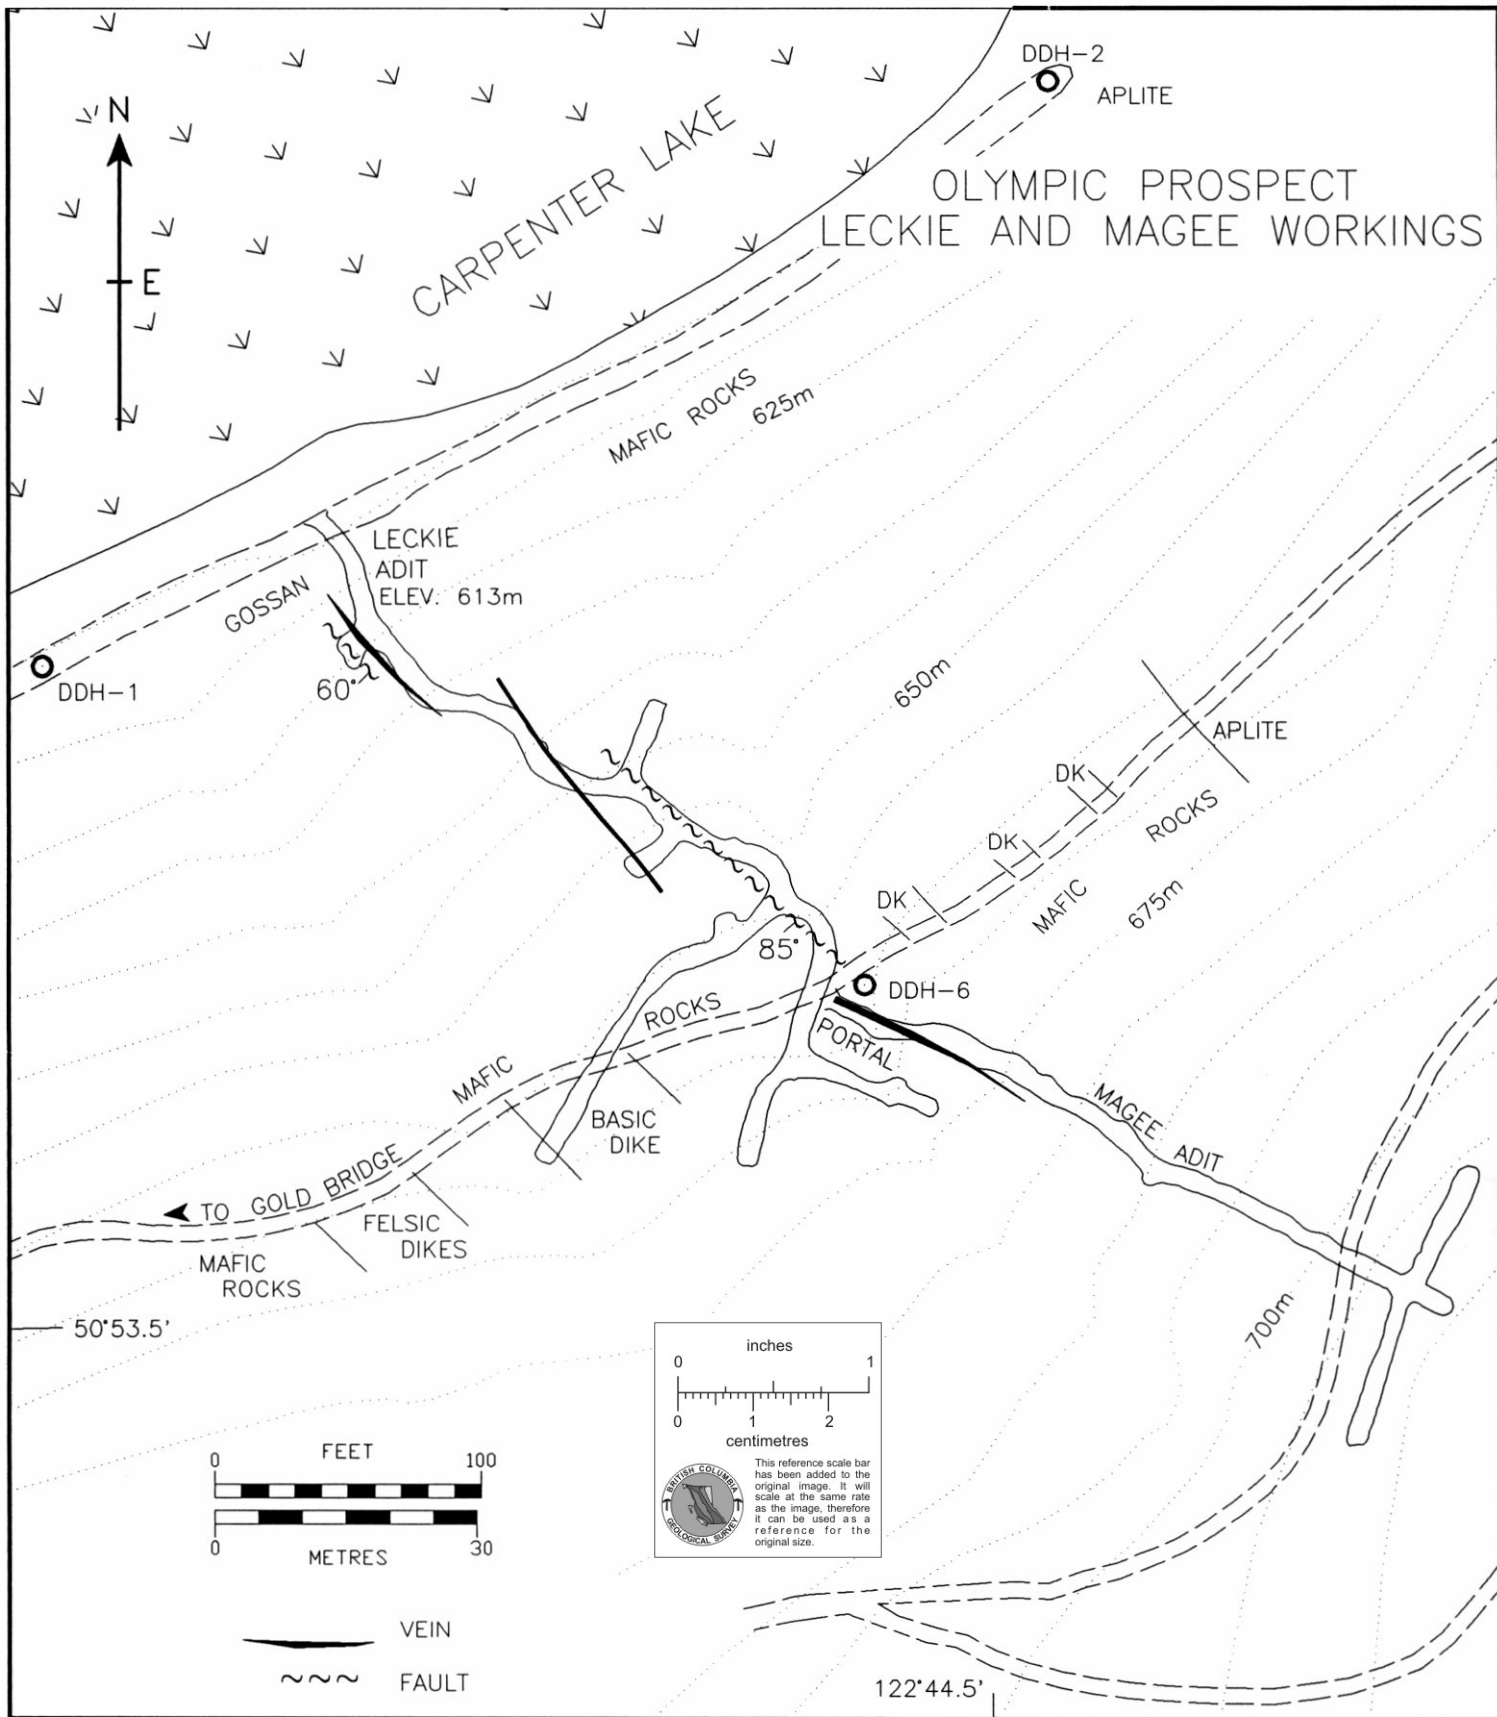 DDH-2
APLITE
N
CARPENTER LAKE
OLYMPIC PROSPECT
LECKIE AND MAGEE WORKINGS
E
MAFIC ROCKS
625m
LECKIE
ADIT
ELEV. 613m
GOSSAN
60°
DDH-1
650m
APLITE
DK
ROCKS
DK
MAFIC
675m
DK
85°
DDH-6
ROCKS
PORTAL
MAFIC
MAGEE ADIT
BASIC
DIKE
TO GOLD BRIDGE
FELSIC
DIKES
MAFIC
ROCKS
700m
50°53.5'
inches
0 1
0 1 2
centimetres
This reference scale bar
has been added to the
original image. It will
scale at the same rate
as the image, therefore
it can be used as a
reference for the
original size.
BRITISH COLUMBIA
GEOLOGICAL SURVEY
FEET
0 100
0 30
METRES
VEIN
FAULT
122°44.5'